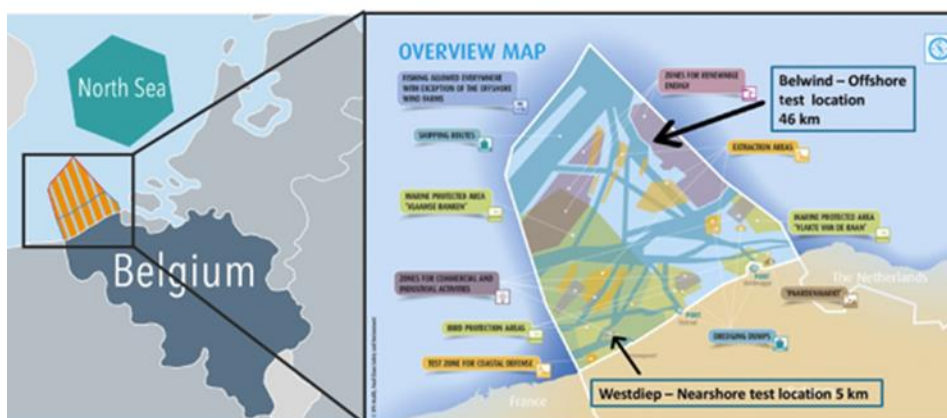 North Sea
Belgium
OVERVIEW MAP
FISHING ALLOWED EVERYWHERE
WITH EXCEPTION OF THE OFFSHORE
WIND FARMS
ZONES FOR RENEWABLE
ENERGY
Belwind – Offshore
test location
46 km
SHIPPING ROUTES
EXTRACTION AREAS
MARINE PROTECTED AREA
'VLAAMSE BANKEN'
MARINE PROTECTED AREA
'VLAKTE VAN DE RAAN'
The Netherlands
ZONES FOR COMMERCIAL AND
INDUSTRIAL ACTIVITIES
'PAARDENMARKT'
PORT
PORT
BIRD PROTECTION AREAS
DREDGING DUMPS
TEST ZONE FOR COASTAL DEFENSE
Westdiep – Nearshore test location 5 km
France